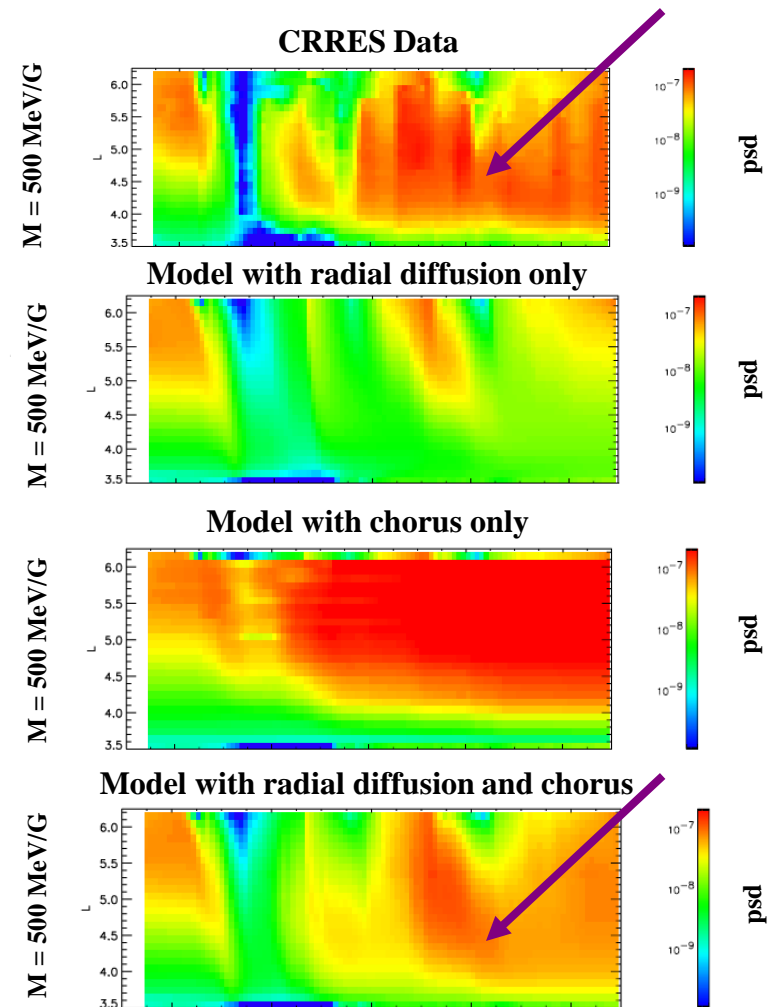 CRRES Data
M = 500 MeV/G
L
6.0
5.5
5.0
4.5
4.0
3.5
10⁻⁷
10⁻⁸
10⁻⁹
psd
Model with radial diffusion only
M = 500 MeV/G
L
6.0
5.5
5.0
4.5
4.0
3.5
10⁻⁷
10⁻⁸
10⁻⁹
psd
Model with chorus only
M = 500 MeV/G
L
6.0
5.5
5.0
4.5
4.0
3.5
10⁻⁷
10⁻⁸
10⁻⁹
psd
Model with radial diffusion and chorus
M = 500 MeV/G
L
6.0
5.5
5.0
4.5
4.0
3.5
10⁻⁷
10⁻⁸
10⁻⁹
psd